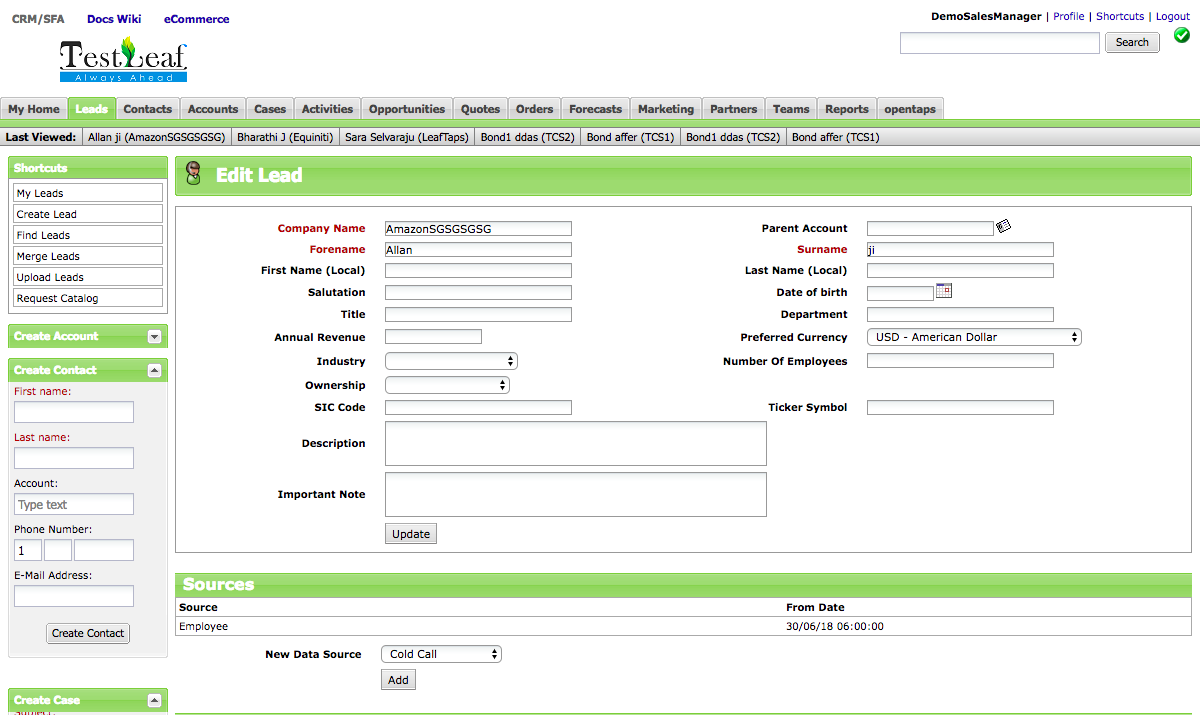 CRM/SFA Docs Wiki eCommerce
DemoSalesManager | Profile | Shortcuts | Logout
Search
TestLeaf
Always Ahead
My Home Leads Contacts Accounts Cases Activities Opportunities Quotes Orders Forecasts Marketing Partners Teams Reports opentaps
Last Viewed: Allan ji (AmazonSGSGSGSG) Bharathi J (Equiniti) Sara Selvaraju (LeafTaps) Bond1 ddas (TCS2) Bond affer (TCS1) Bond1 ddas (TCS2) Bond affer (TCS1)
Shortcuts
My Leads
Create Lead
Find Leads
Merge Leads
Upload Leads
Request Catalog
Create Account
Create Contact
First name:
Last name:
Account:
Type text
Phone Number:
1
E-Mail Address:
Create Contact
Create Case
Subject:
Edit Lead
Company Name AmazonSGSGSGSG Parent Account
Forename Allan Surname ji
First Name (Local) Last Name (Local)
Salutation Date of birth
Title Department
Annual Revenue Preferred Currency USD - American Dollar
Industry Number Of Employees
Ownership
SIC Code Ticker Symbol
Description
Important Note
Update
Sources
Source From Date
Employee 30/06/18 06:00:00
New Data Source Cold Call
Add